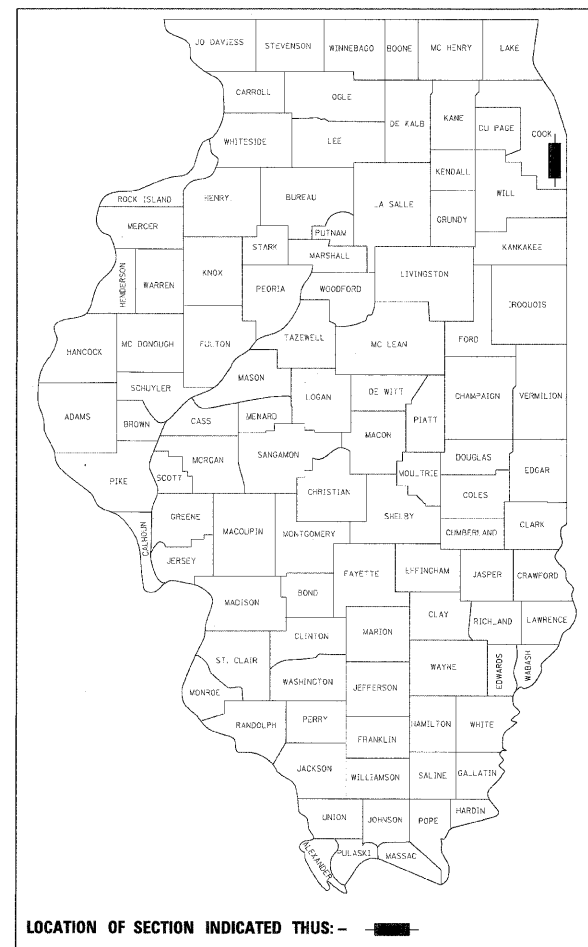 JO DAVIESS STEVENSON WINNEBAGO BOONE MC HENRY LAKE
CARROLL OGLE
DE KALB KANE DU PAGE COOK
WHITESIDE LEE
KENDALL WILL
ROCK ISLAND HENRY BUREAU LA SALLE GRUNDY
MERCER PUTNAM
STARK MARSHALL KANKAKEE
HENDERSON WARREN KNOX PEORIA WOODFORD LIVINGSTON IROQUOIS
HANCOCK MC DONOUGH FULTON TAZEWELL MC LEAN FORD
SCHUYLER MASON LOGAN DE WITT CHAMPAIGN VERMILION
ADAMS BROWN CASS MENARD MACON PIATT
MORGAN SANGAMON DOUGLAS EDGAR
PIKE SCOTT CHRISTIAN MOULTRIE COLES
GREENE MACOUPIN MONTGOMERY SHELBY CUMBERLAND CLARK
CALHOUN JERSEY FAYETTE EFFINGHAM JASPER CRAWFORD
MADISON BOND CLAY RICHLAND LAWRENCE
CLINTON MARION
ST. CLAIR WAYNE EDWARDS WABASH
MONROE WASHINGTON JEFFERSON
RANDOLPH PERRY HAMILTON WHITE
FRANKLIN
JACKSON WILLIAMSON SALINE GALLATIN
UNION JOHNSON POPE HARDIN
ALEXANDER PULASKI MASSAC
LOCATION OF SECTION INDICATED THUS: -